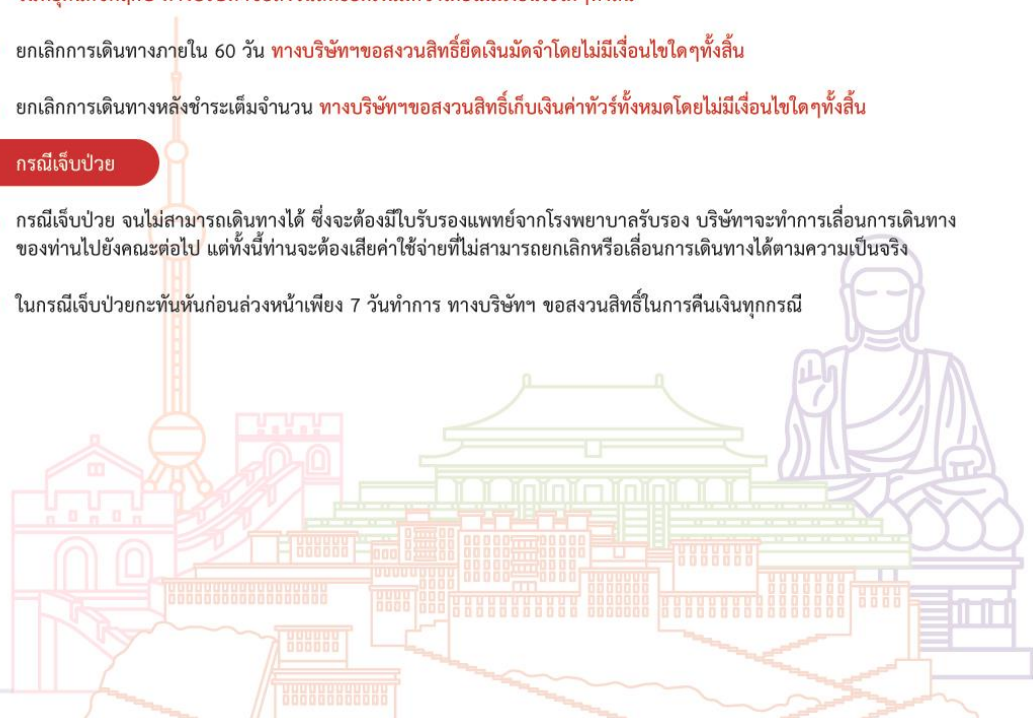 ยกเลิกการเดินทางภายใน 60 วัน ทางบริษัทฯขอสงวนสิทธิ์ยึดเงินมัดจำโดยไม่มีเงื่อนไขใดๆทั้งสิ้น
ยกเลิกการเดินทางหลังชำระเต็มจำนวน ทางบริษัทฯขอสงวนสิทธิ์เก็บเงินค่าทัวร์ทั้งหมดโดยไม่มีเงื่อนไขใดๆทั้งสิ้น
กรณีเจ็บป่วย
กรณีเจ็บป่วย จนไม่สามารถเดินทางได้ ซึ่งจะต้องมีใบรับรองแพทย์จากโรงพยาบาลรับรอง บริษัทฯจะทำการเลื่อนการเดินทาง
ของท่านไปยังคณะต่อไป แต่ทั้งนี้ท่านจะต้องเสียค่าใช้จ่ายที่ไม่สามารถยกเลิกหรือเลื่อนการเดินทางได้ตามความเป็นจริง
ในกรณีเจ็บป่วยกะทันหันก่อนล่วงหน้าเพียง 7 วันทำการ ทางบริษัทฯ ขอสงวนสิทธิ์ในการคืนเงินทุกกรณี